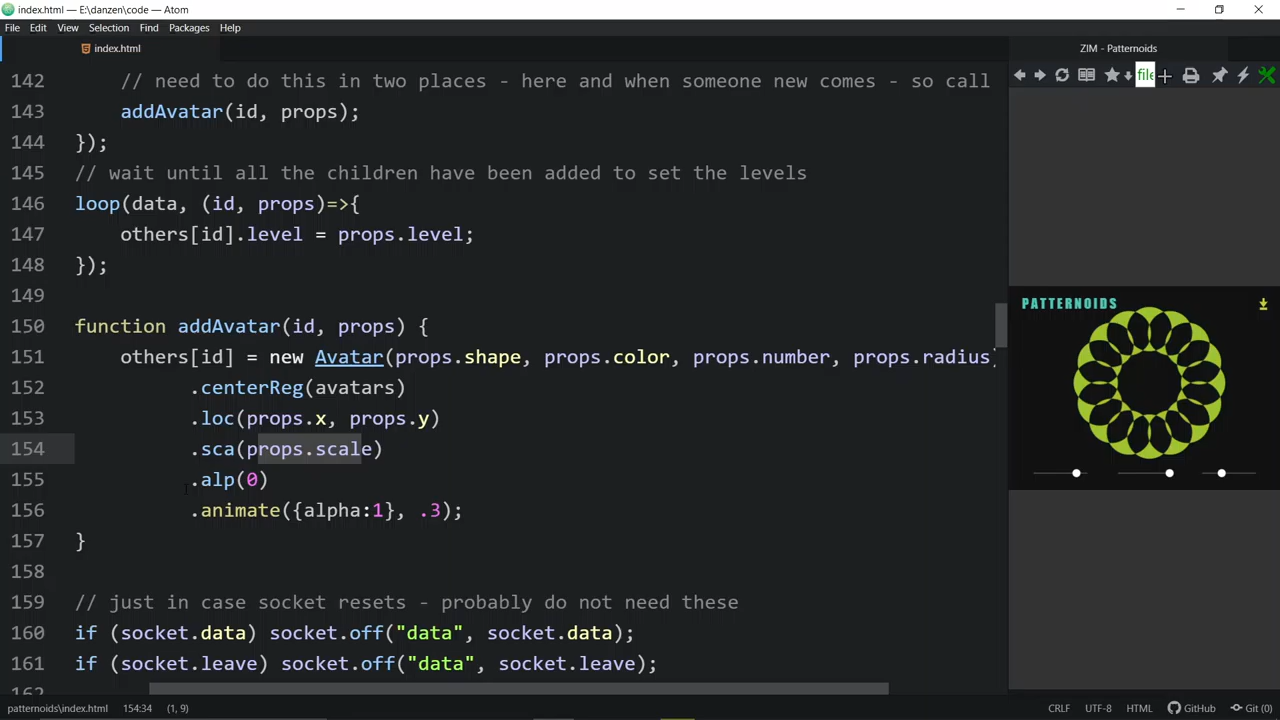 index.html — E:\danzen\code — Atom
File Edit View Selection Find Packages Help
index.html
ZIM - Patternoids
file
142 // need to do this in two places - here and when someone new comes - so call
143 addAvatar(id, props);
144 });
145 // wait until all the children have been added to set the levels
146 loop(data, (id, props)=>{
147 others[id].level = props.level;
148 });
149
150 function addAvatar(id, props) {
151 others[id] = new Avatar(props.shape, props.color, props.number, props.radius)
152 .centerReg(avatars)
153 .loc(props.x, props.y)
154 .sca(props.scale)
155 .alp(0)
156 .animate({alpha:1}, .3);
157 }
158
159 // just in case socket resets - probably do not need these
160 if (socket.data) socket.off("data", socket.data);
161 if (socket.leave) socket.off("data", socket.leave);
162
PATTERNOIDS
patternoids\index.html 154:34 (1, 9) CRLF UTF-8 HTML GitHub Git (0)